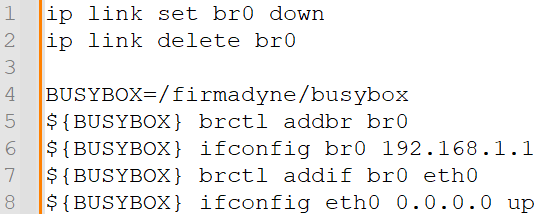 1 ip link set br0 down
2 ip link delete br0
3
4 BUSYBOX=/firmadyne/busybox
5 ${BUSYBOX} brctl addbr br0
6 ${BUSYBOX} ifconfig br0 192.168.1.1
7 ${BUSYBOX} brctl addif br0 eth0
8 ${BUSYBOX} ifconfig eth0 0.0.0.0 up